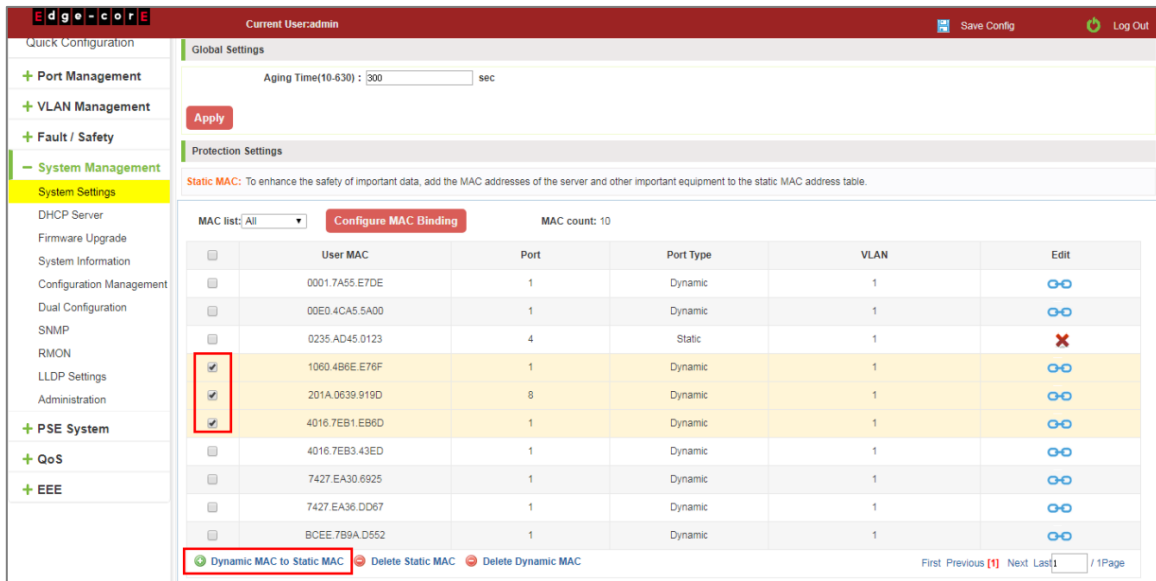 Edge-corE
Current User:admin
Save Config
Log Out
Quick Configuration
+ Port Management
+ VLAN Management
+ Fault / Safety
− System Management
System Settings
DHCP Server
Firmware Upgrade
System Information
Configuration Management
Dual Configuration
SNMP
RMON
LLDP Settings
Administration
+ PSE System
+ QoS
+ EEE
Global Settings
Aging Time(10-630) : 300 sec
Apply
Protection Settings
Static MAC: To enhance the safety of important data, add the MAC addresses of the server and other important equipment to the static MAC address table.
MAC list: All Configure MAC Binding MAC count: 10
User MAC Port Port Type VLAN Edit
0001.7A55.E7DE 1 Dynamic 1
00E0.4CA5.5A00 1 Dynamic 1
0235.AD45.0123 4 Static 1
1060.4B6E.E76F 1 Dynamic 1
201A.0639.919D 8 Dynamic 1
4016.7EB1.EB6D 1 Dynamic 1
4016.7EB3.43ED 1 Dynamic 1
7427.EA30.6925 1 Dynamic 1
7427.EA36.DD67 1 Dynamic 1
BCEE.7B9A.D552 1 Dynamic 1
Dynamic MAC to Static MAC Delete Static MAC Delete Dynamic MAC First Previous [1] Next Last 1 / 1Page